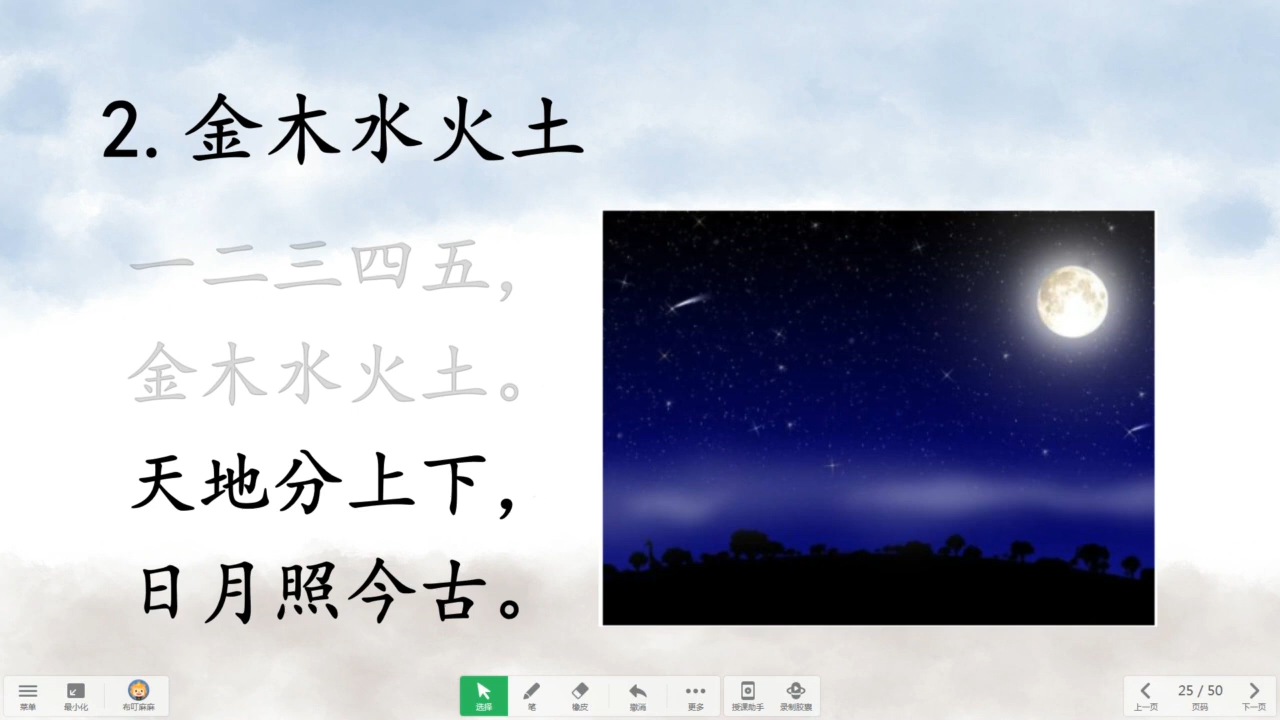 2. 金木水火土
一二三四五，
金木水火土。
天地分上下，
日月照今古。
菜单 最小化 布叮麻麻 选择 笔 橡皮 撤消 更多 授课助手 录制胶囊 上一页 25 / 50 页码 下一页